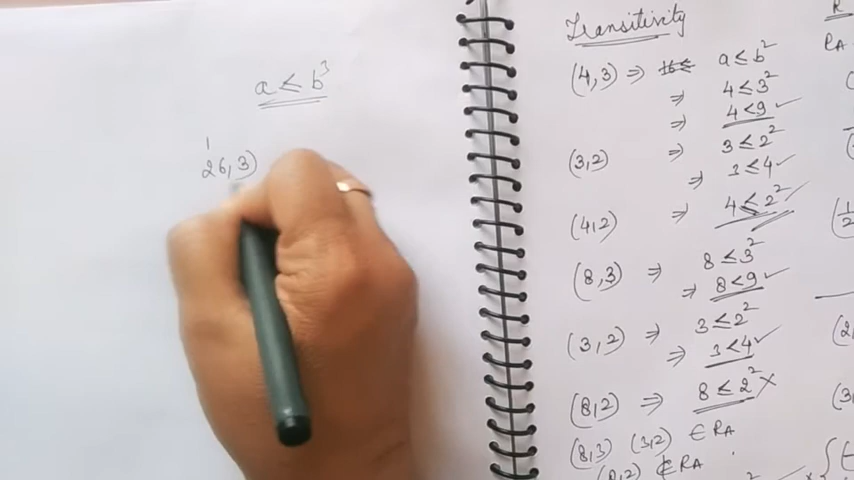 a ≤ b³
1
26, 3)
Transitivity
(4,3) ⇒ a ≤ b²
⇒ 4 ≤ 3²
⇒ 4 < 9 ✓
(3,2) ⇒ 3 ≤ 2²
⇒ 3 ≤ 4 ✓
(4,2) ⇒ 4 ≤ 2² ✓
(8,3) ⇒ 8 ≤ 3²
⇒ 8 < 9 ✓
(3,2) ⇒ 3 ≤ 2²
⇒ 3 < 4 ✓
(8,2) ⇒ 8 ≤ 2² ✗
(8,3) (3,2) ∈ RA
(8,2) ∉ RA
R
RA